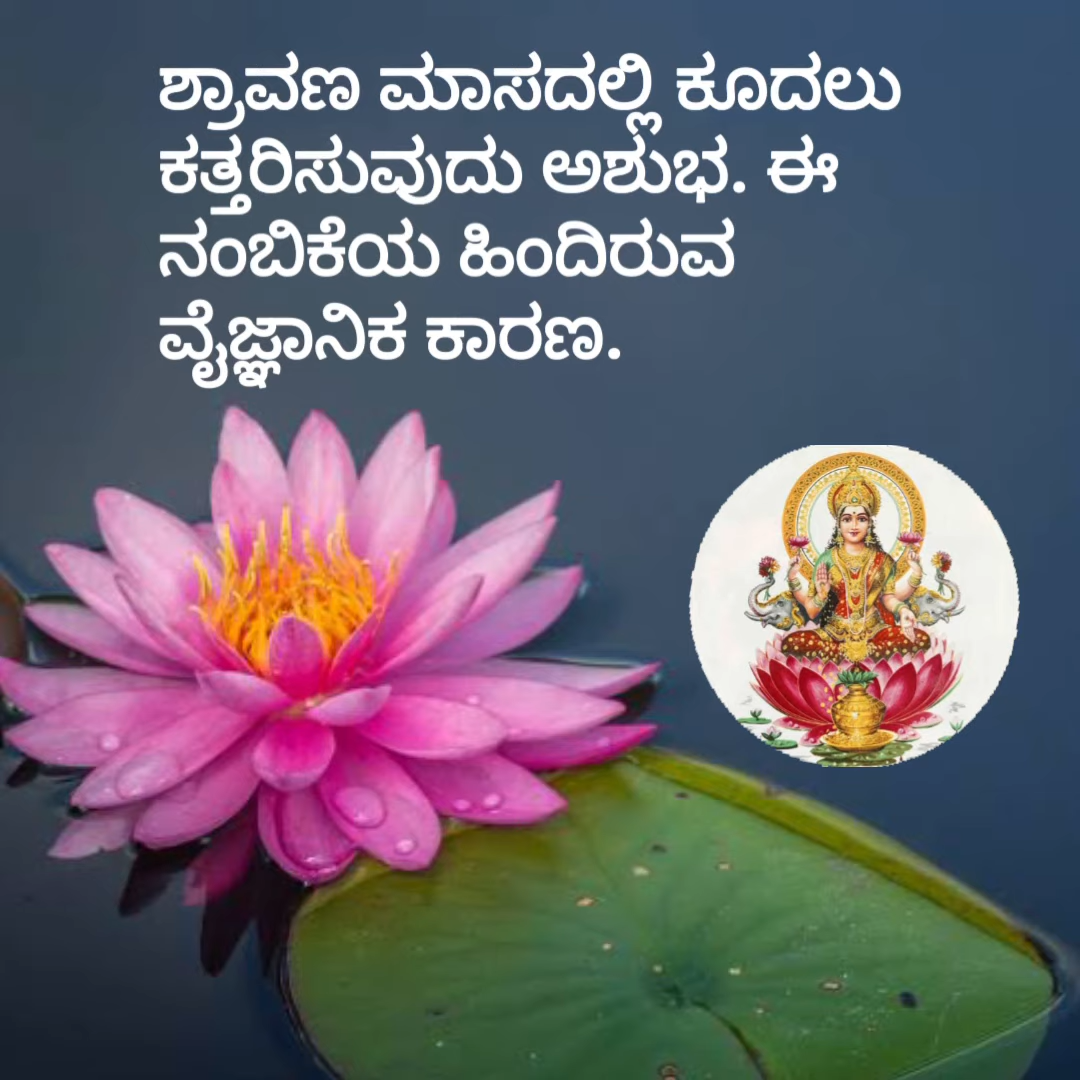 ಶ್ರಾವಣ ಮಾಸದಲ್ಲಿ ಕೂದಲು
ಕತ್ತರಿಸುವುದು ಅಶುಭ. ಈ
ನಂಬಿಕೆಯ ಹಿಂದಿರುವ
ವೈಜ್ಞಾನಿಕ ಕಾರಣ.